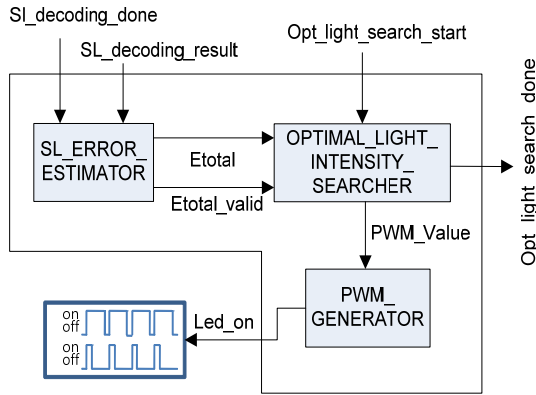 Sl_decoding_done
SL_decoding_result
Opt_light_search_start
SL_ERROR_
ESTIMATOR
Etotal
Etotal_valid
OPTIMAL_LIGHT_
INTENSITY_
SEARCHER
Opt_light_search_done
PWM_Value
PWM_
GENERATOR
Led_on
on
off
on
off